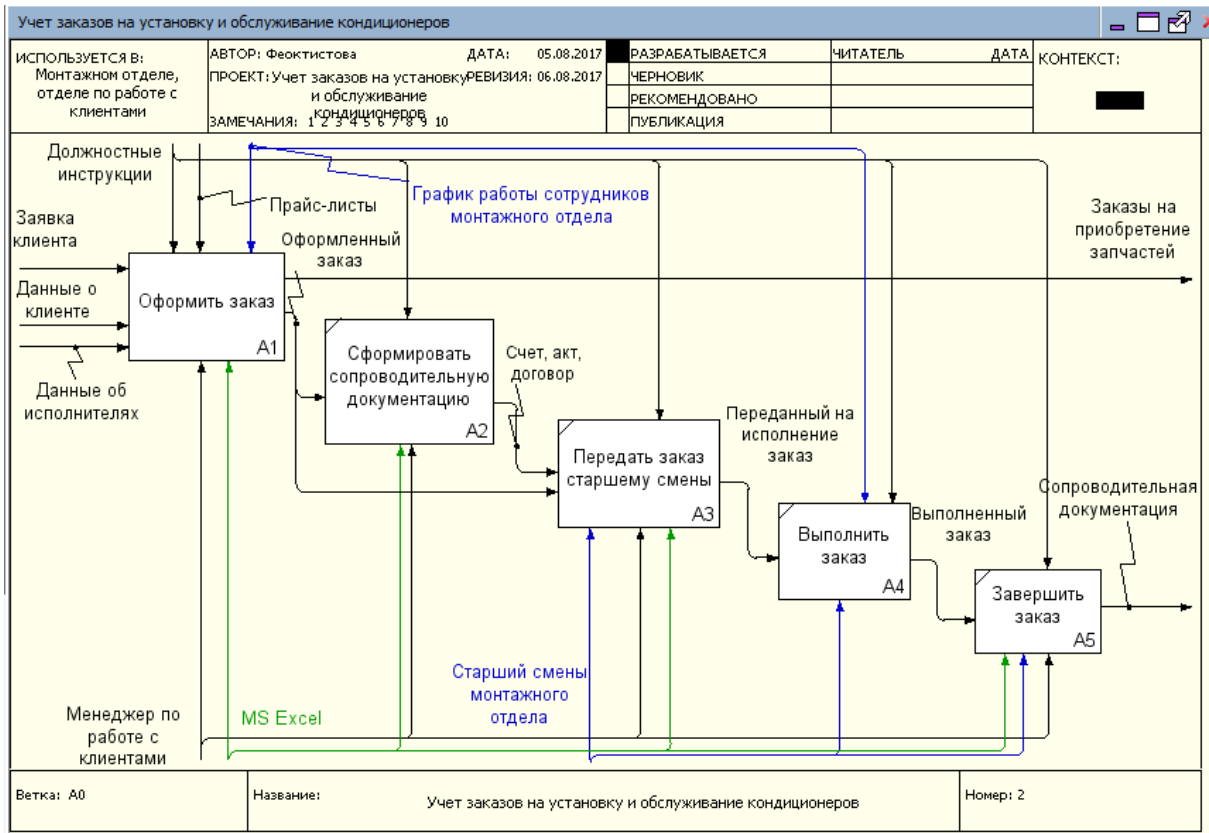 Учет заказов на установку и обслуживание кондиционеров
ИСПОЛЬЗУЕТСЯ В:
Монтажном отделе,
отделе по работе с
клиентами
АВТОР: Феоктистова
ДАТА: 05.08.2017
ПРОЕКТ: Учет заказов на установку
и обслуживание
кондиционеров
РЕВИЗИЯ: 06.08.2017
ЗАМЕЧАНИЯ: 1 2 3 4 5 6 7 8 9 10
РАЗРАБАТЫВАЕТСЯ
ЧЕРНОВИК
РЕКОМЕНДОВАНО
ПУБЛИКАЦИЯ
ЧИТАТЕЛЬ
ДАТА
КОНТЕКСТ:
Должностные
инструкции
Прайс-листы
График работы сотрудников
монтажного отдела
Заявка
клиента
Оформленный
заказ
Заказы на
приобретение
запчастей
Данные о
клиенте
Оформить заказ
A1
Данные об
исполнителях
Сформировать
сопроводительную
документацию
A2
Счет, акт,
договор
Передать заказ
старшему смены
A3
Переданный на
исполнение
заказ
Выполнить
заказ
A4
Выполненный
заказ
Сопроводительная
документация
Завершить
заказ
A5
Старший смены
монтажного
отдела
MS Excel
Менеджер по
работе с
клиентами
Ветка: A0
Название:
Учет заказов на установку и обслуживание кондиционеров
Номер: 2